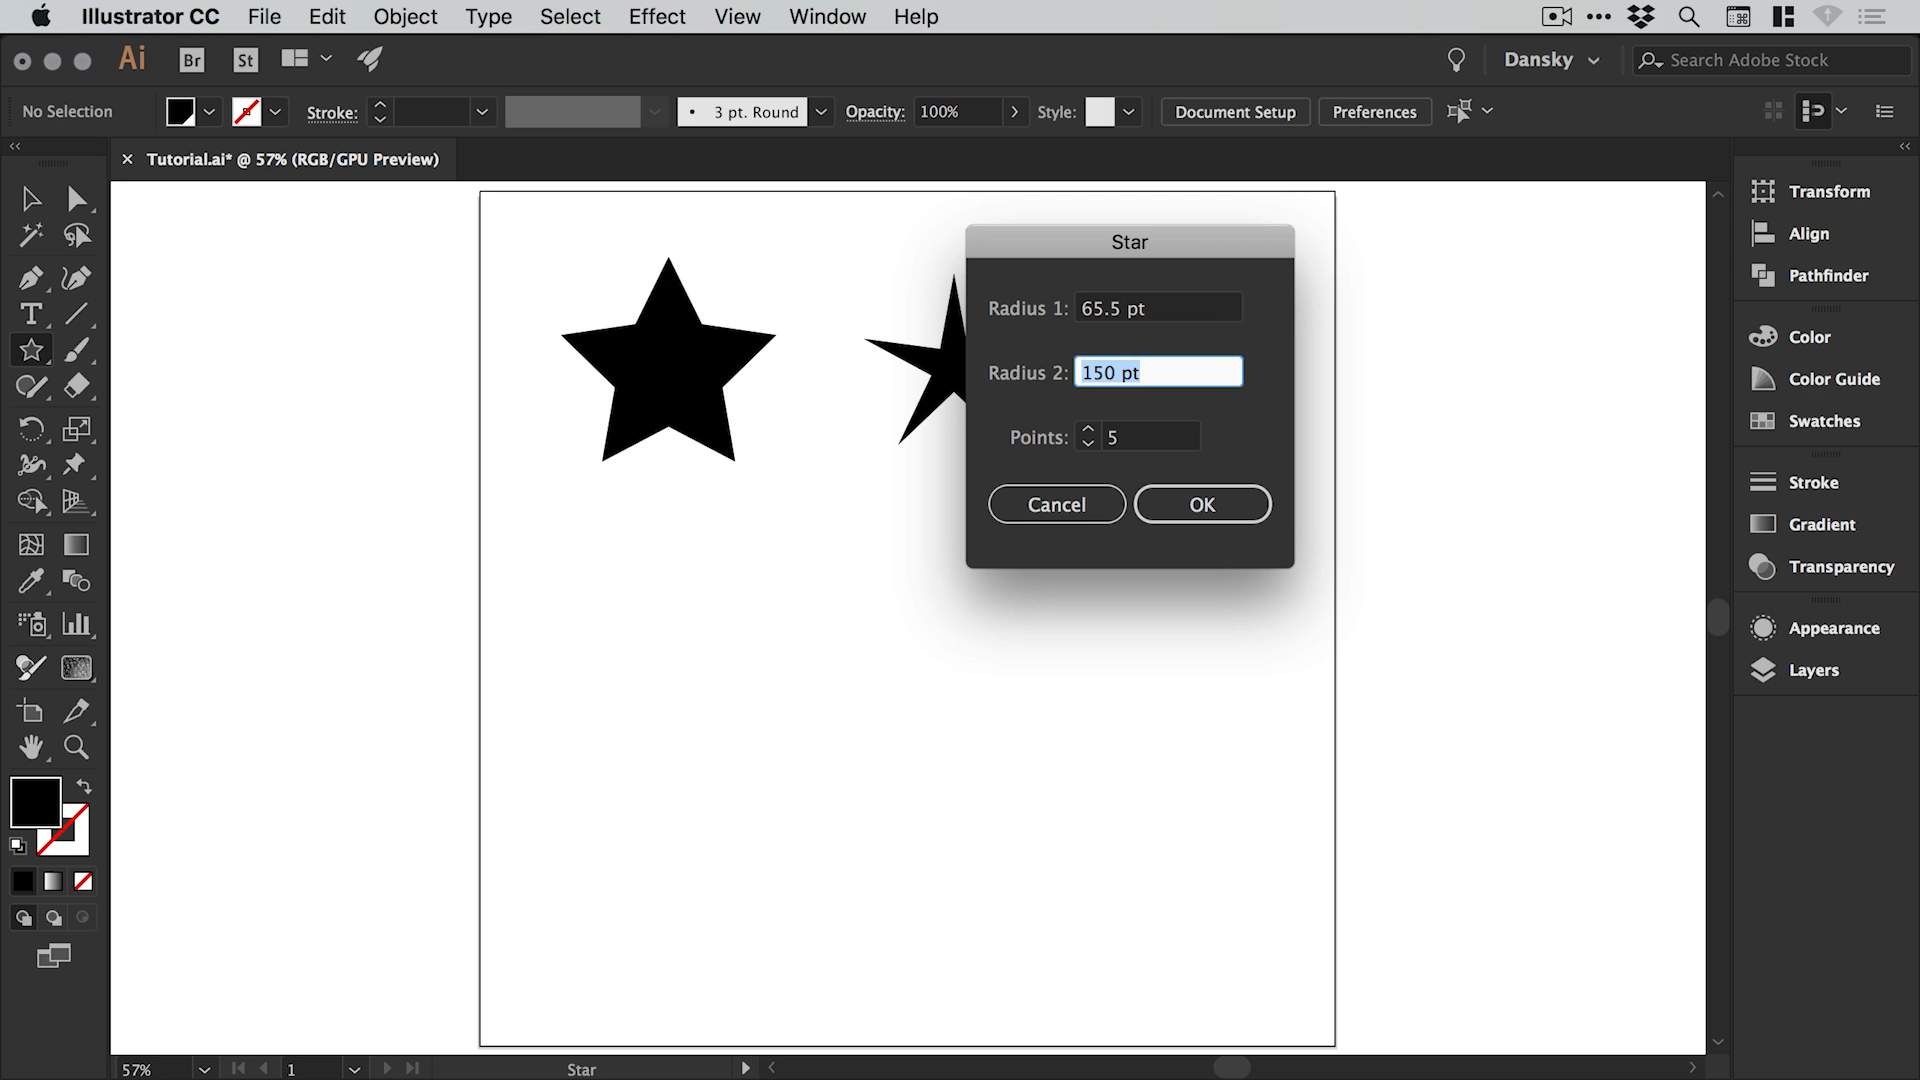 Illustrator CC File Edit Object Type Select Effect View Window Help
Ai Br St Dansky Search Adobe Stock
No Selection Stroke: • 3 pt. Round Opacity: 100% Style: Document Setup Preferences
× Tutorial.ai* @ 57% (RGB/GPU Preview)
Star
Radius 1: 65.5 pt
Radius 2: 150 pt
Points: 5
Cancel OK
Transform
Align
Pathfinder
Color
Color Guide
Swatches
Stroke
Gradient
Transparency
Appearance
Layers
57% 1 Star